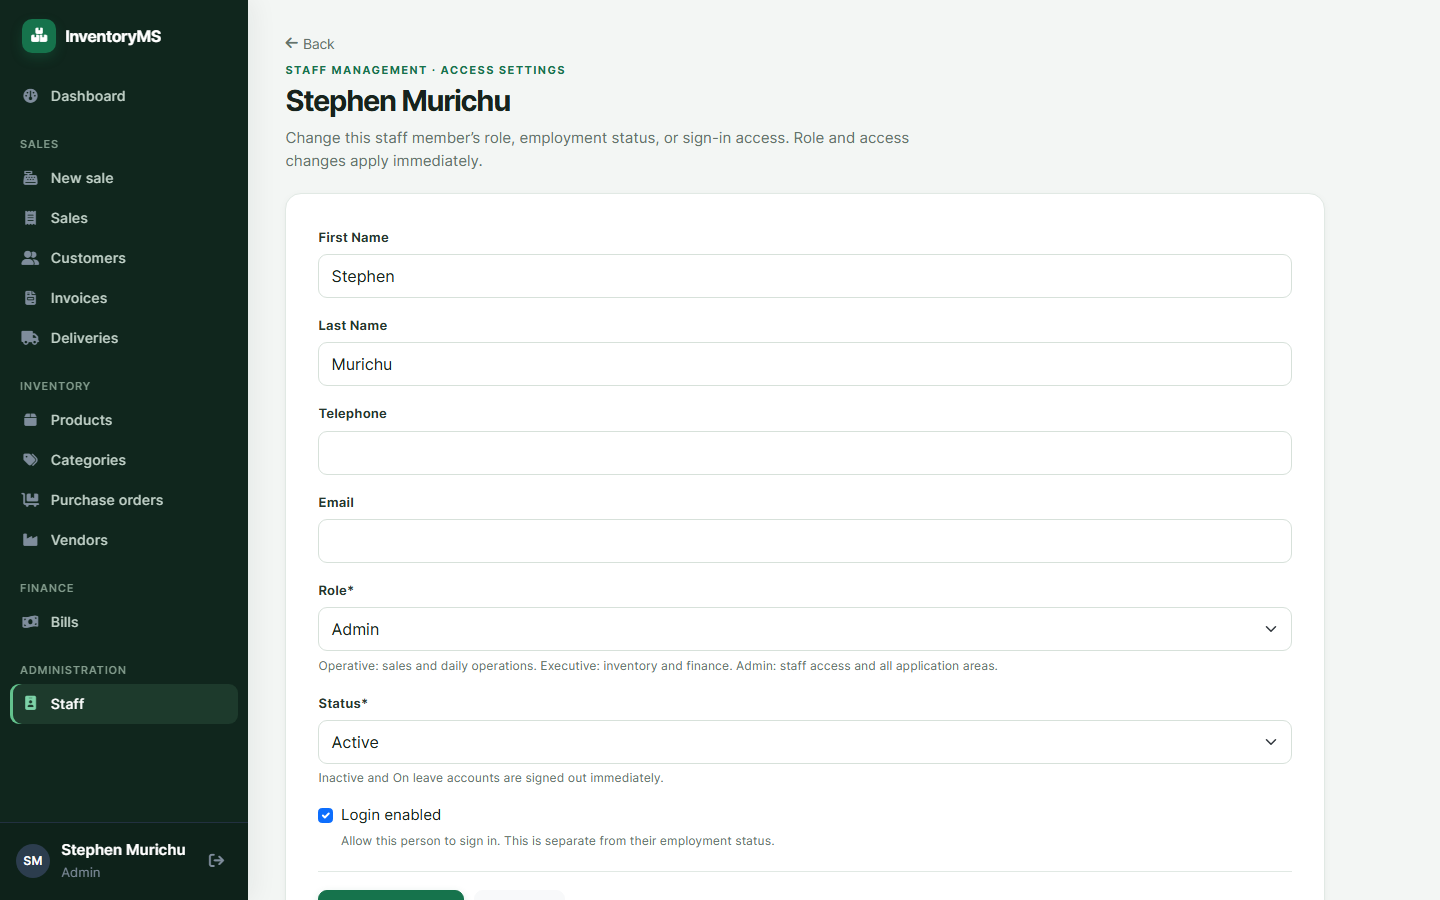 InventoryMS
Dashboard
SALES
New sale
Sales
Customers
Invoices
Deliveries
INVENTORY
Products
Categories
Purchase orders
Vendors
FINANCE
Bills
ADMINISTRATION
Staff
SM
Stephen Murichu
Admin
Back
STAFF MANAGEMENT · ACCESS SETTINGS
Stephen Murichu
Change this staff member’s role, employment status, or sign-in access. Role and access
changes apply immediately.
First Name
Stephen
Last Name
Murichu
Telephone
Email
Role*
Admin
Operative: sales and daily operations. Executive: inventory and finance. Admin: staff access and all application areas.
Status*
Active
Inactive and On leave accounts are signed out immediately.
Login enabled
Allow this person to sign in. This is separate from their employment status.